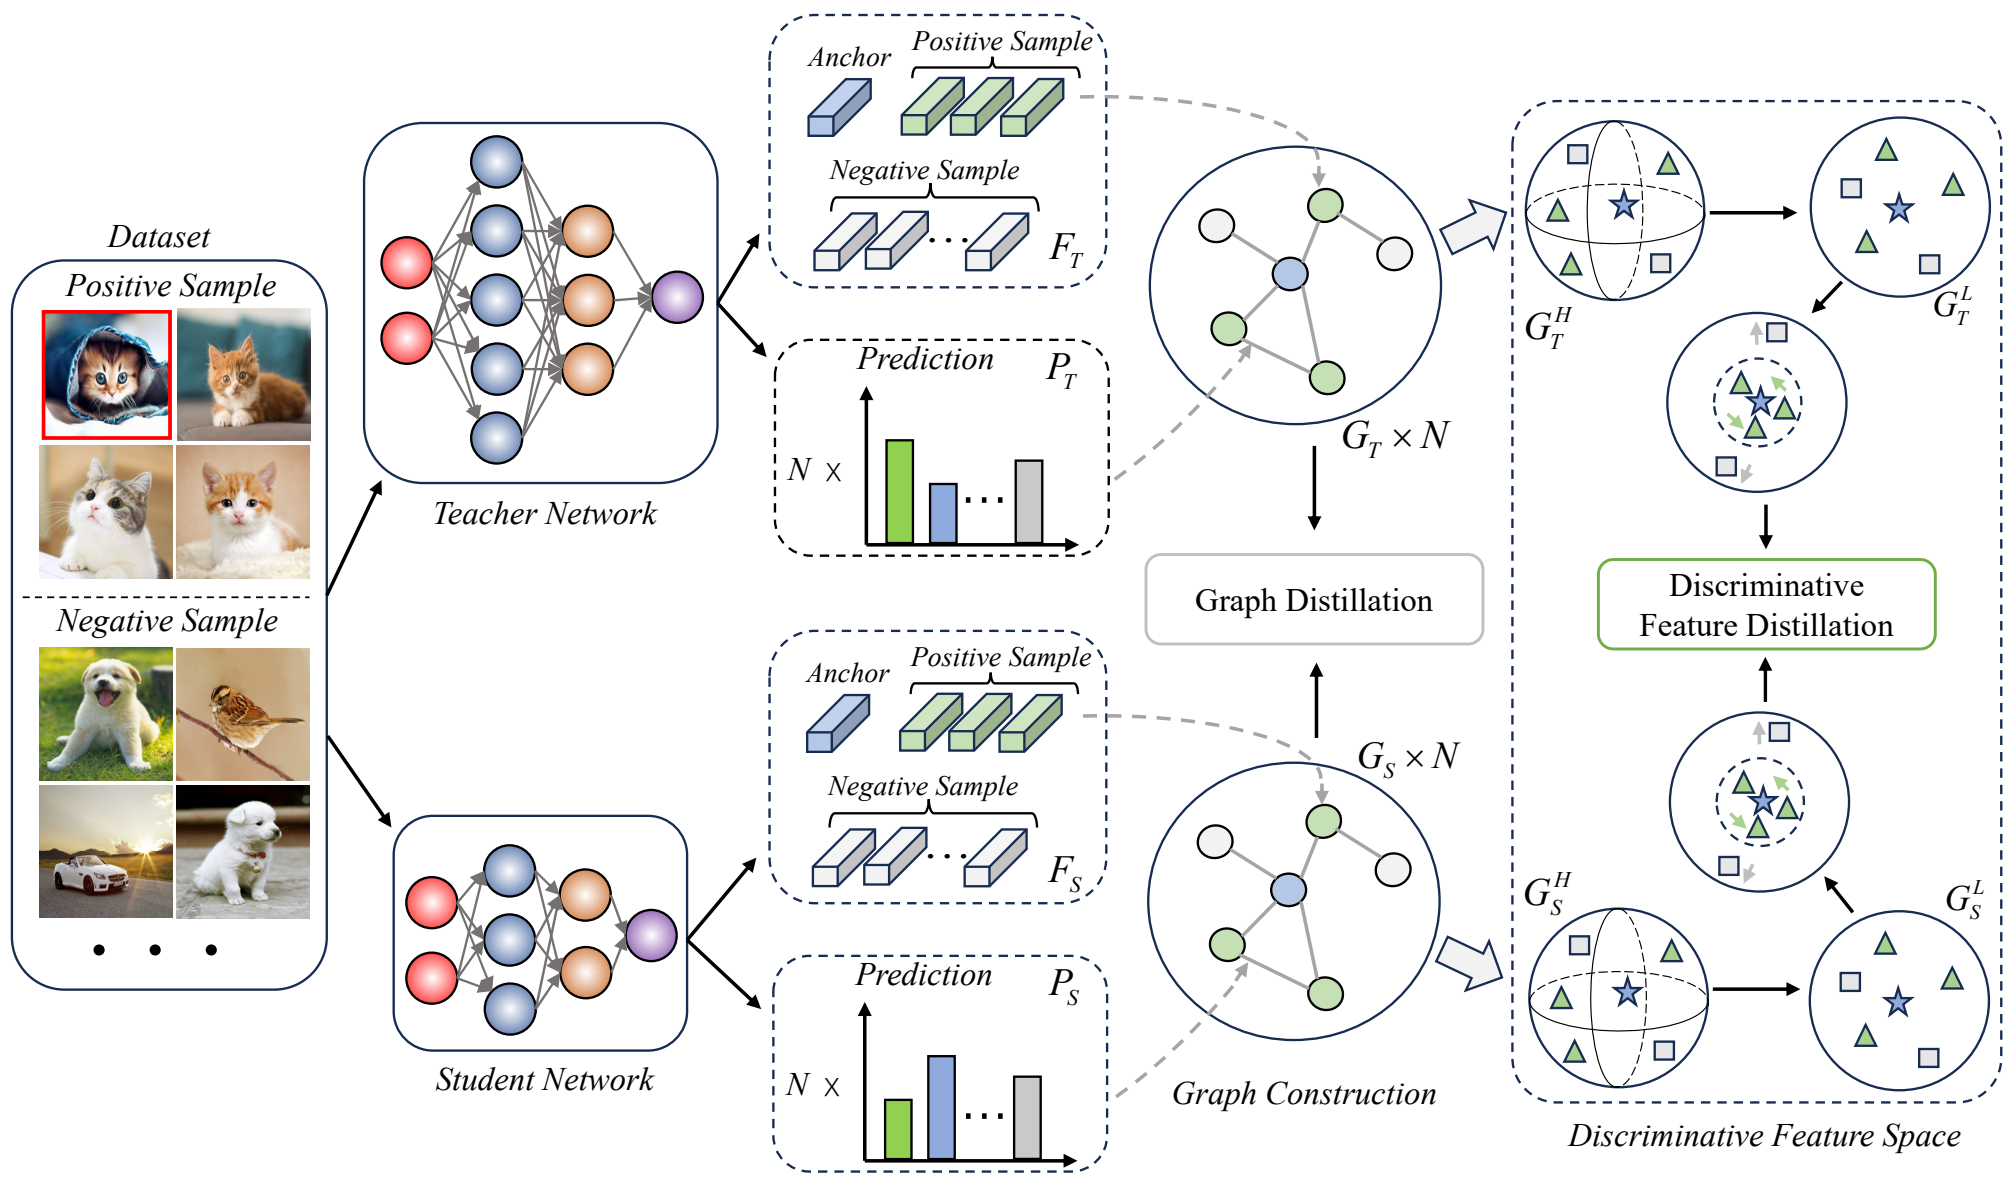 Dataset
Positive Sample
Negative Sample
• • •
Teacher Network
Student Network
Anchor
Positive Sample
Negative Sample
...
F_T
Prediction
P_T
N ×
...
Anchor
Positive Sample
Negative Sample
...
F_S
Prediction
P_S
N ×
...
G_T × N
Graph Distillation
G_S × N
Graph Construction
G_T^H
G_T^L
Discriminative
Feature Distillation
G_S^H
G_S^L
Discriminative Feature Space